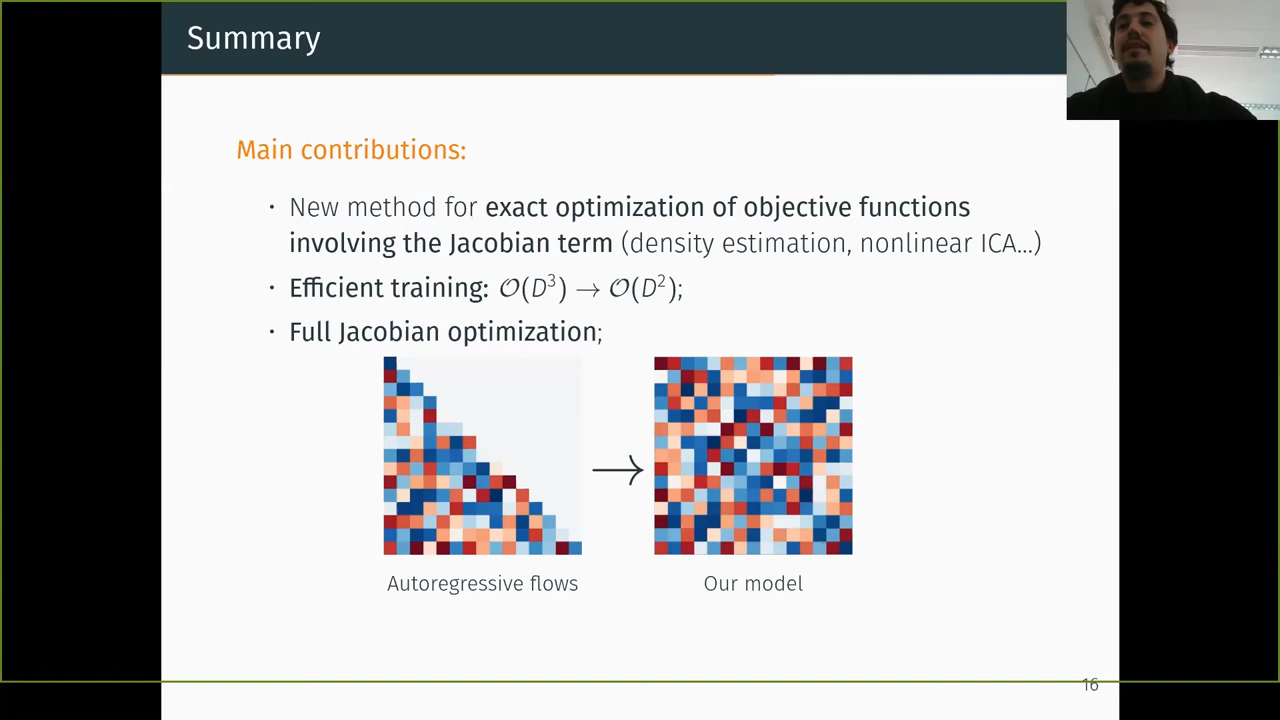 Summary
Main contributions:
• New method for exact optimization of objective functions
involving the Jacobian term (density estimation, nonlinear ICA...)
• Efficient training: 𝒪(D³) → 𝒪(D²);
• Full Jacobian optimization;
Autoregressive flows
Our model
16